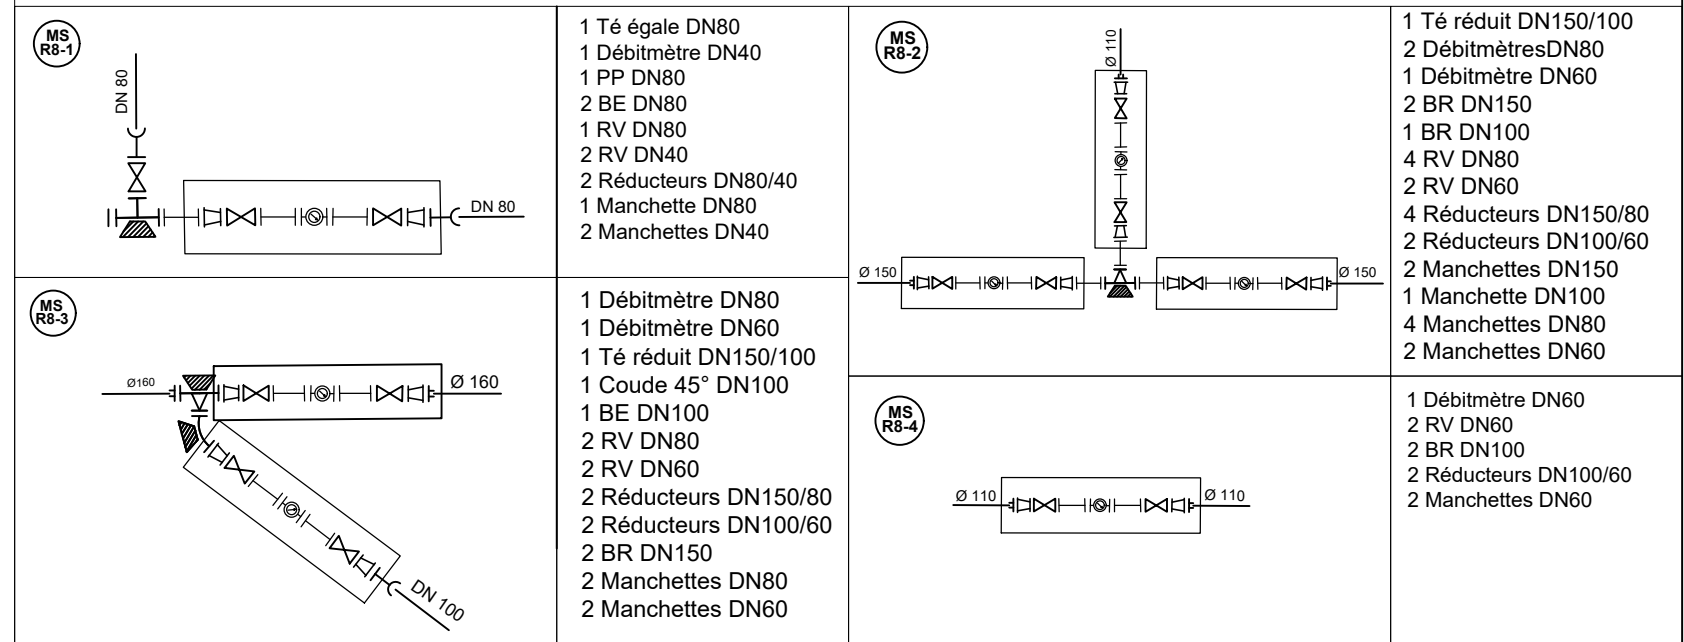 MS
R8-1
DN 80
DN 80
1 Té égale DN80
1 Débitmètre DN40
1 PP DN80
2 BE DN80
1 RV DN80
2 RV DN40
2 Réducteurs DN80/40
1 Manchette DN80
2 Manchettes DN40
MS
R8-2
Ø 110
Ø 150
Ø 150
1 Té réduit DN150/100
2 DébitmètresDN80
1 Débitmètre DN60
2 BR DN150
1 BR DN100
4 RV DN80
2 RV DN60
4 Réducteurs DN150/80
2 Réducteurs DN100/60
2 Manchettes DN150
1 Manchette DN100
4 Manchettes DN80
2 Manchettes DN60
MS
R8-3
Ø160
Ø 160
DN 100
1 Débitmètre DN80
1 Débitmètre DN60
1 Té réduit DN150/100
1 Coude 45° DN100
1 BE DN100
2 RV DN80
2 RV DN60
2 Réducteurs DN150/80
2 Réducteurs DN100/60
2 BR DN150
2 Manchettes DN80
2 Manchettes DN60
MS
R8-4
Ø 110
Ø 110
1 Débitmètre DN60
2 RV DN60
2 BR DN100
2 Réducteurs DN100/60
2 Manchettes DN60